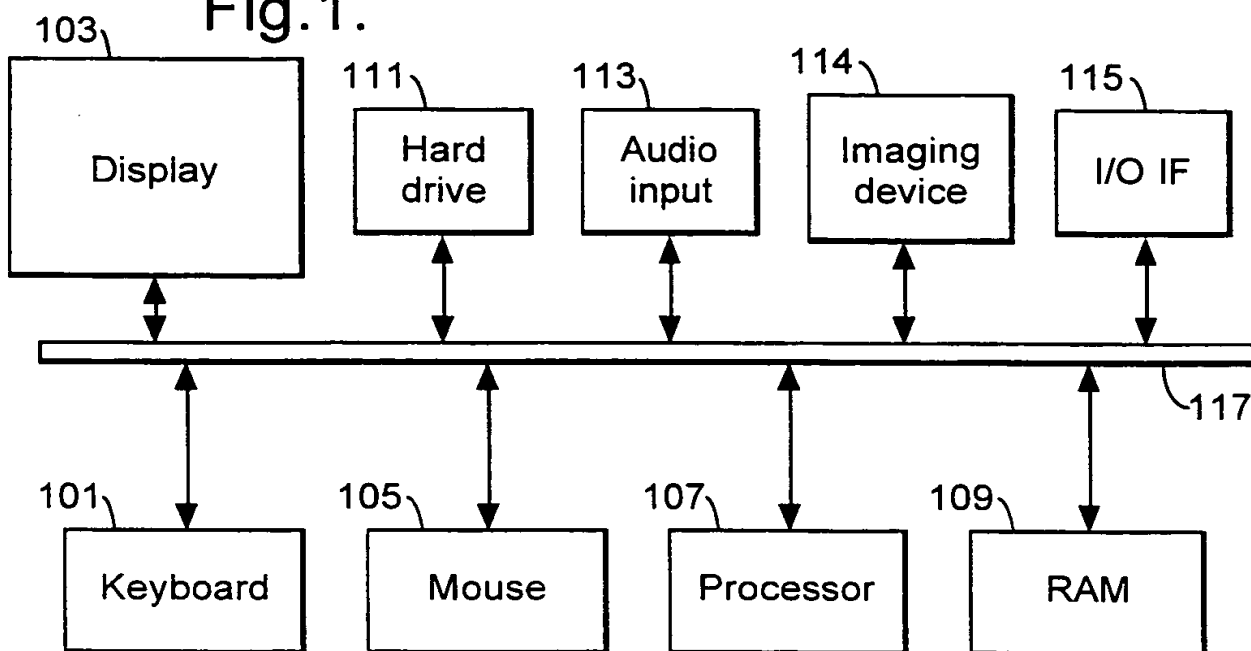 Fig.1.
103
111
113
114
115
Display
Hard
drive
Audio
input
Imaging
device
I/O IF
117
101
105
107
109
Keyboard
Mouse
Processor
RAM